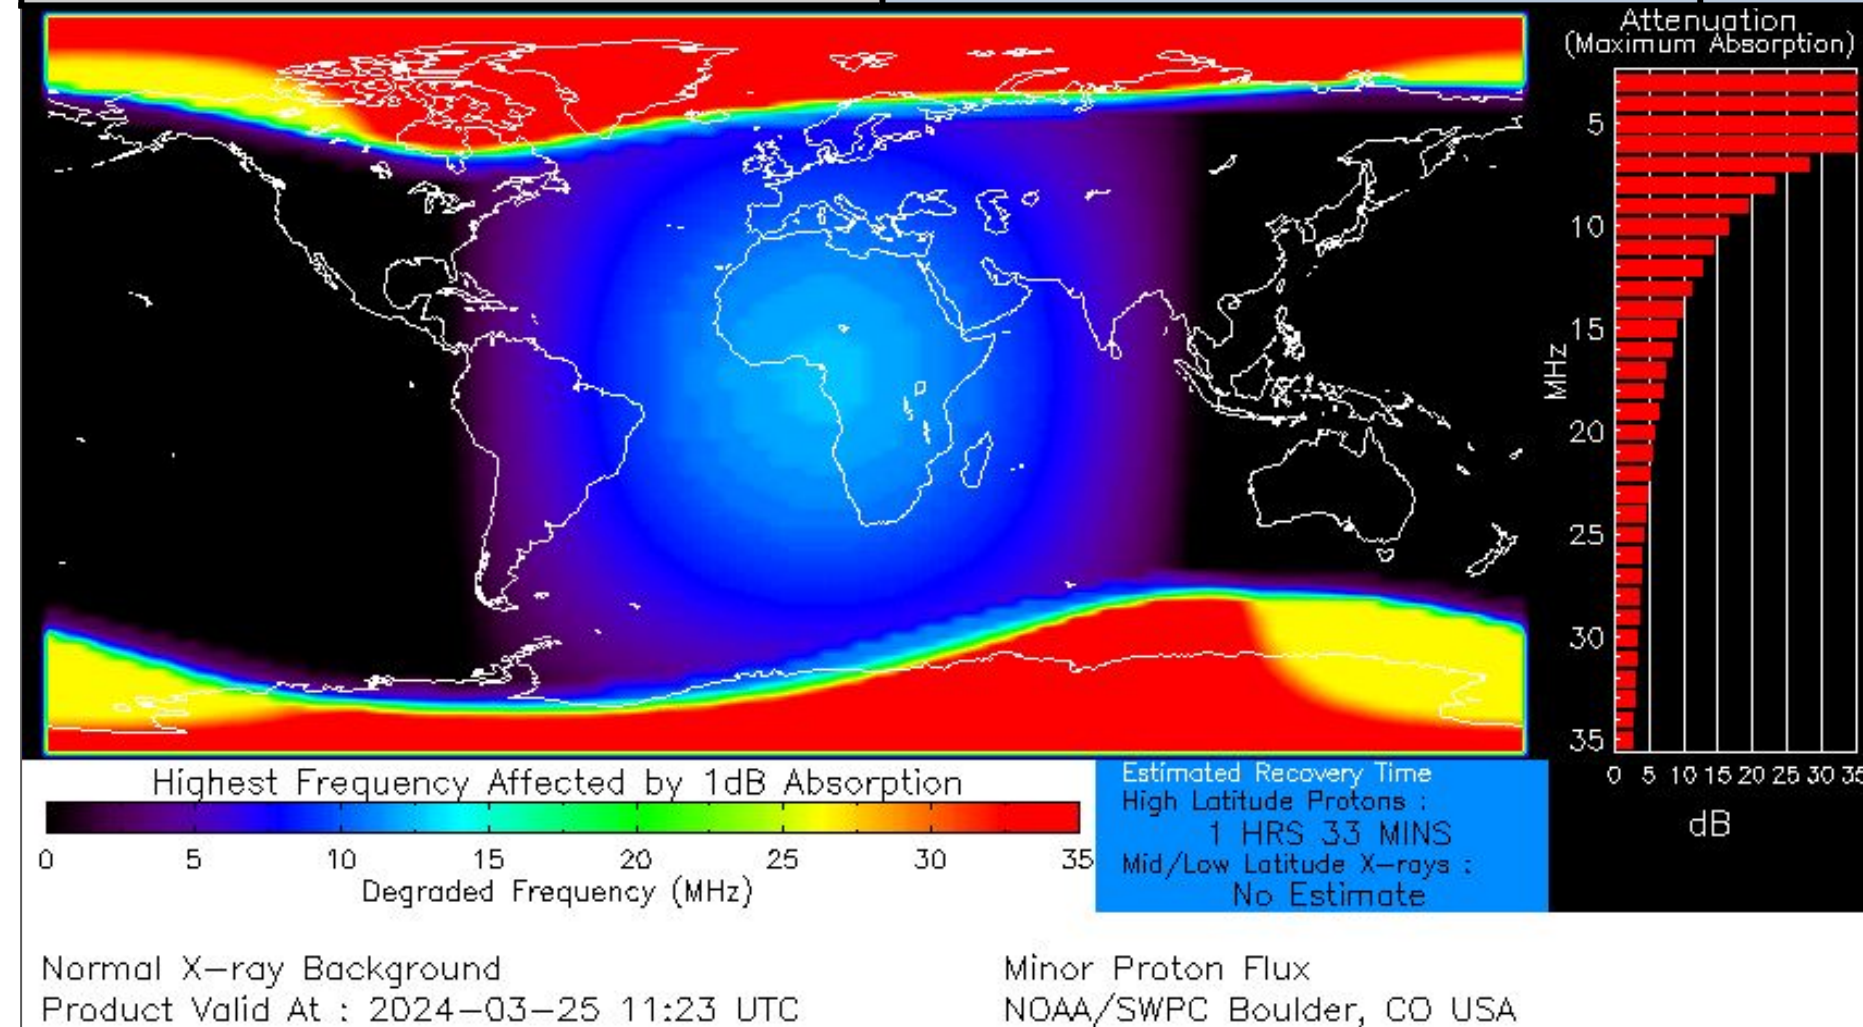 Attenuation
(Maximum Absorption)
5
10
15
20
25
30
35
MHz
0 5 10 15 20 25 30 35
dB
Highest Frequency Affected by 1dB Absorption
0 5 10 15 20 25 30 35
Degraded Frequency (MHz)
Estimated Recovery Time
High Latitude Protons :
1 HRS 33 MINS
Mid/Low Latitude X-rays :
No Estimate
Normal X-ray Background
Product Valid At : 2024-03-25 11:23 UTC
Minor Proton Flux
NOAA/SWPC Boulder, CO USA